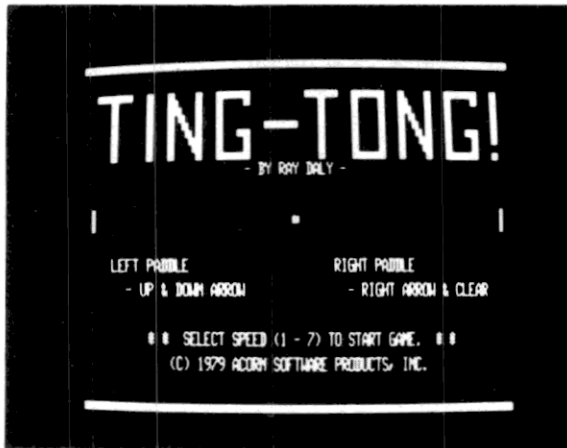 TING-TONG!
- BY RAY DALY -
LEFT PADDLE
RIGHT PADDLE
- UP & DOWN ARROW
- RIGHT ARROW & CLEAR
* * SELECT SPEED (1 - 7) TO START GAME. * *
(C) 1979 ACORN SOFTWARE PRODUCTS, INC.